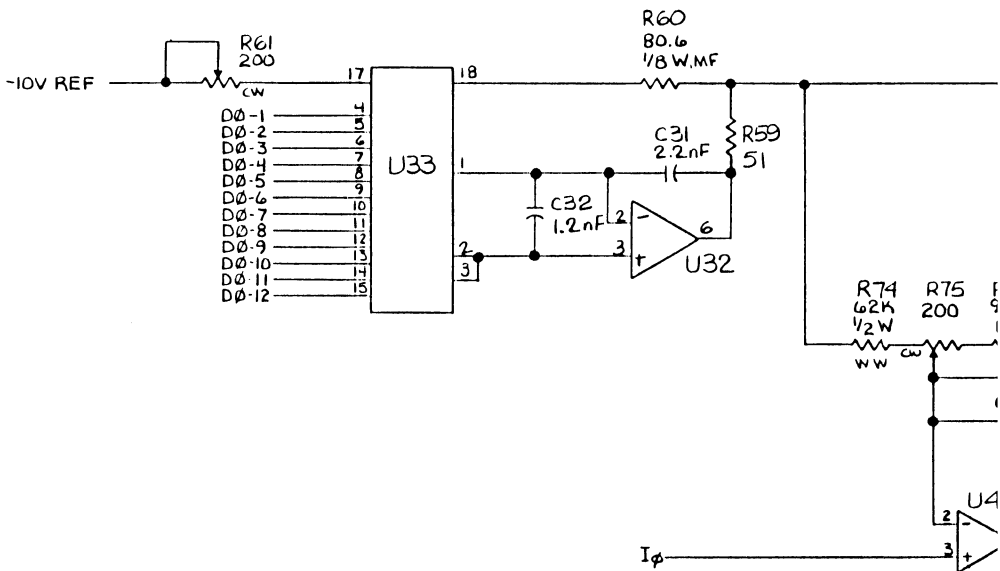 R60
80.6
1/8 W, MF
R61
200
-10V REF
CW
17
18
DØ-1
4
DØ-2
5
DØ-3
6
DØ-4
7
DØ-5
8
DØ-6
9
DØ-7
10
DØ-8
11
DØ-9
12
DØ-10
13
DØ-11
14
DØ-12
15
U33
1
2
3
C31
2.2nF
R59
51
C32
1.2nF
2
-
3
+
6
U32
R74
62K
1/2 W
WW
R75
200
CW
U4
2
-
3
+
Iφ